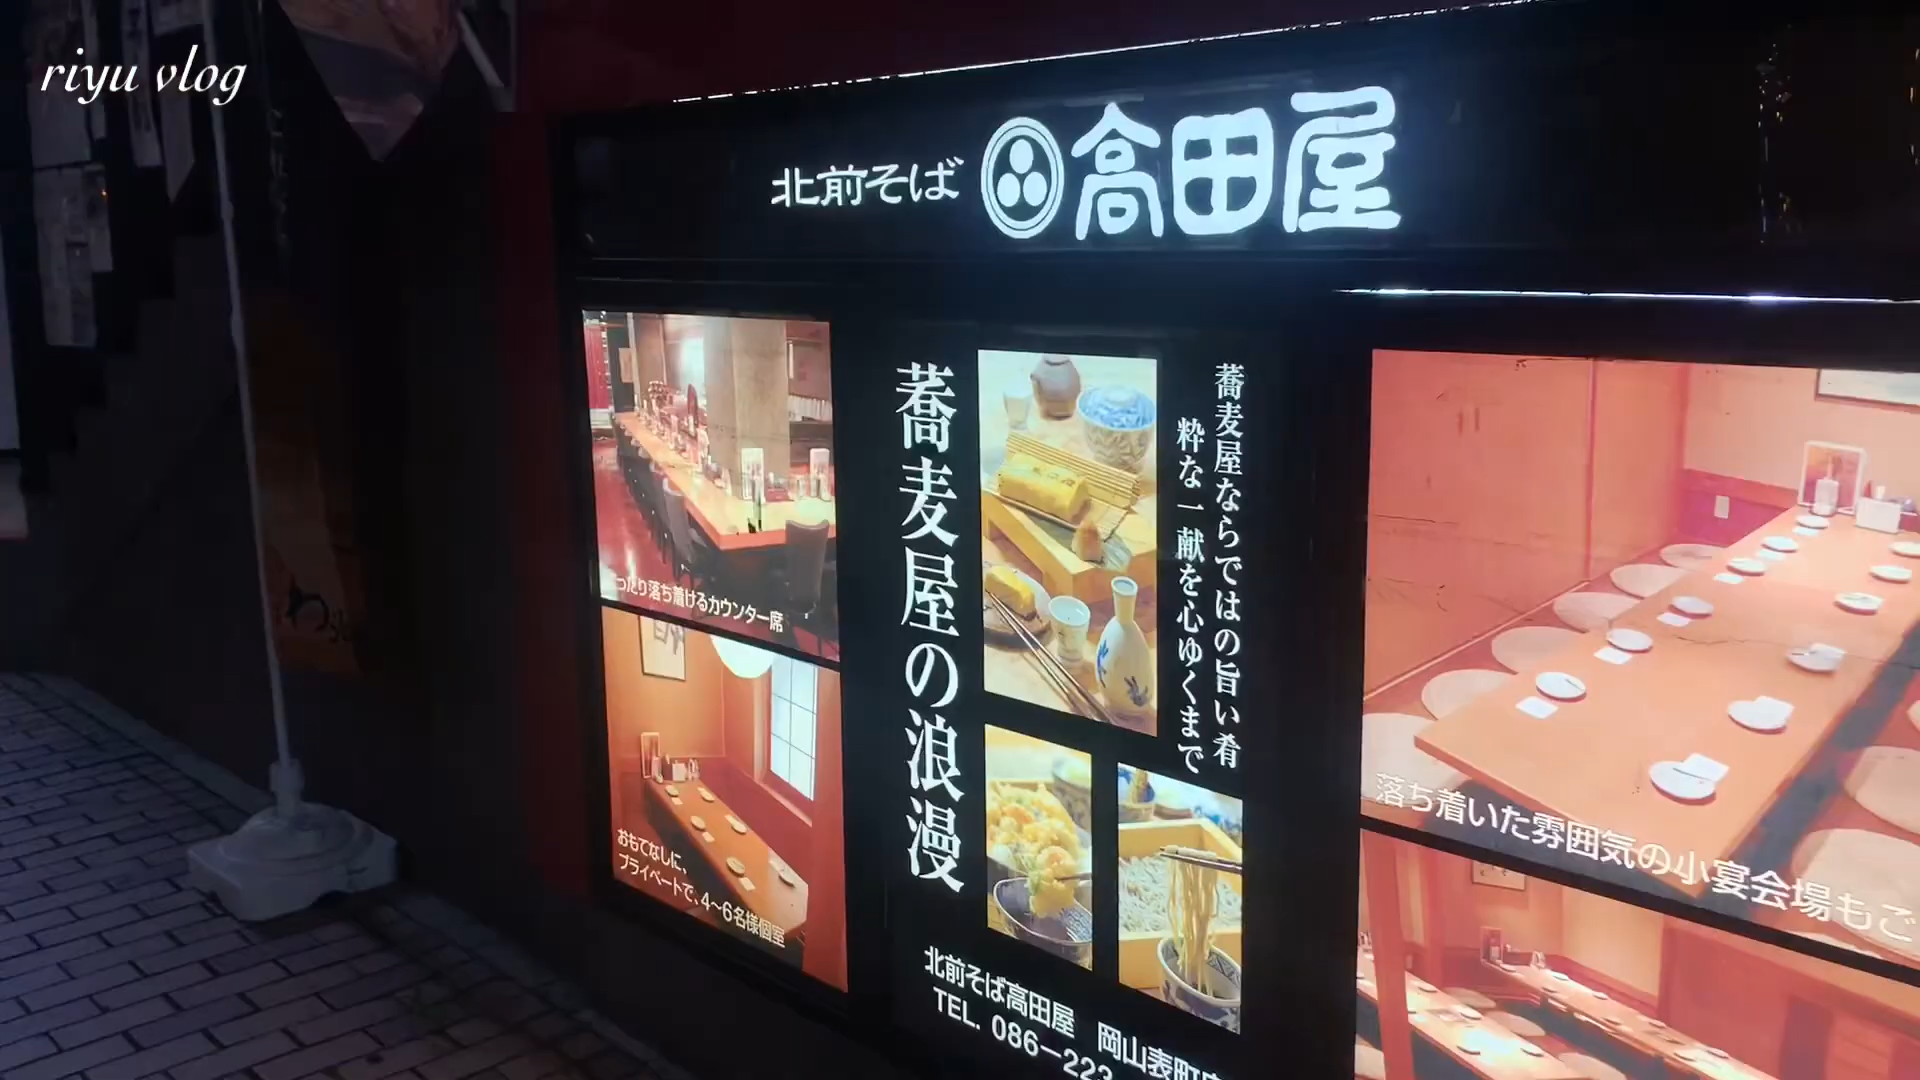 riyu vlog
北前そば 高田屋
ったり落ち着けるカウンター席
おもてなしに、
プライベートで、4〜6名様個室
蕎麦屋の浪漫
蕎麦屋ならではの旨い肴
粋な一献を心ゆくまで
北前そば高田屋 岡山表町
TEL. 086-223
落ち着いた雰囲気の小宴会場もご